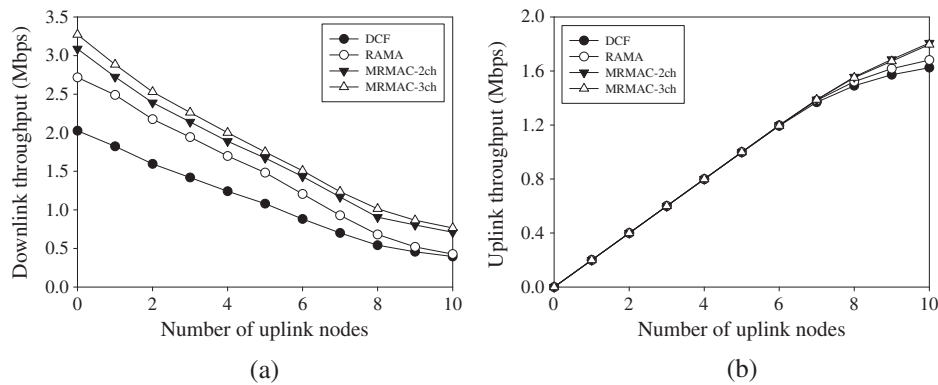 Downlink throughput (Mbps)
3.5
3.0
2.5
2.0
1.5
1.0
0.5
0.0
DCF
RAMA
MRMAC-2ch
MRMAC-3ch
0 2 4 6 8 10
Number of uplink nodes
(a)
Uplink throughput (Mbps)
2.0
1.6
1.2
0.8
0.4
0.0
DCF
RAMA
MRMAC-2ch
MRMAC-3ch
0 2 4 6 8 10
Number of uplink nodes
(b)